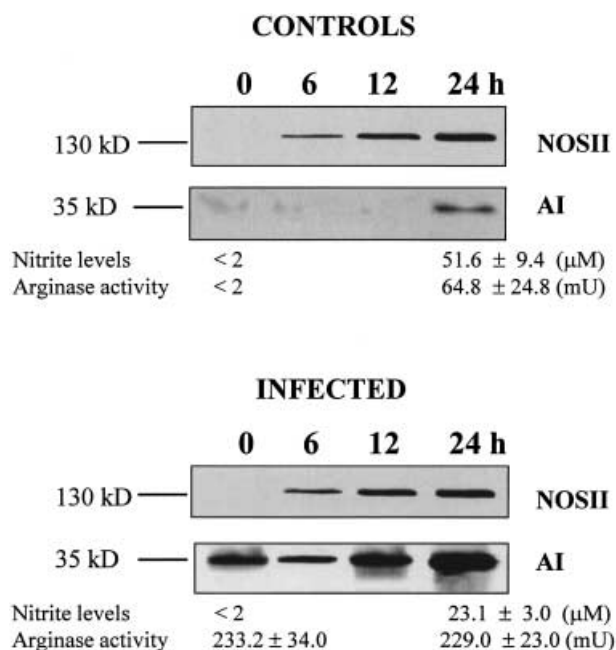 CONTROLS
0 6 12 24 h
130 kD NOSII
35 kD AI
Nitrite levels < 2 51.6 ± 9.4 (μM)
Arginase activity < 2 64.8 ± 24.8 (mU)
INFECTED
0 6 12 24 h
130 kD NOSII
35 kD AI
Nitrite levels < 2 23.1 ± 3.0 (μM)
Arginase activity 233.2 ± 34.0 229.0 ± 23.0 (mU)